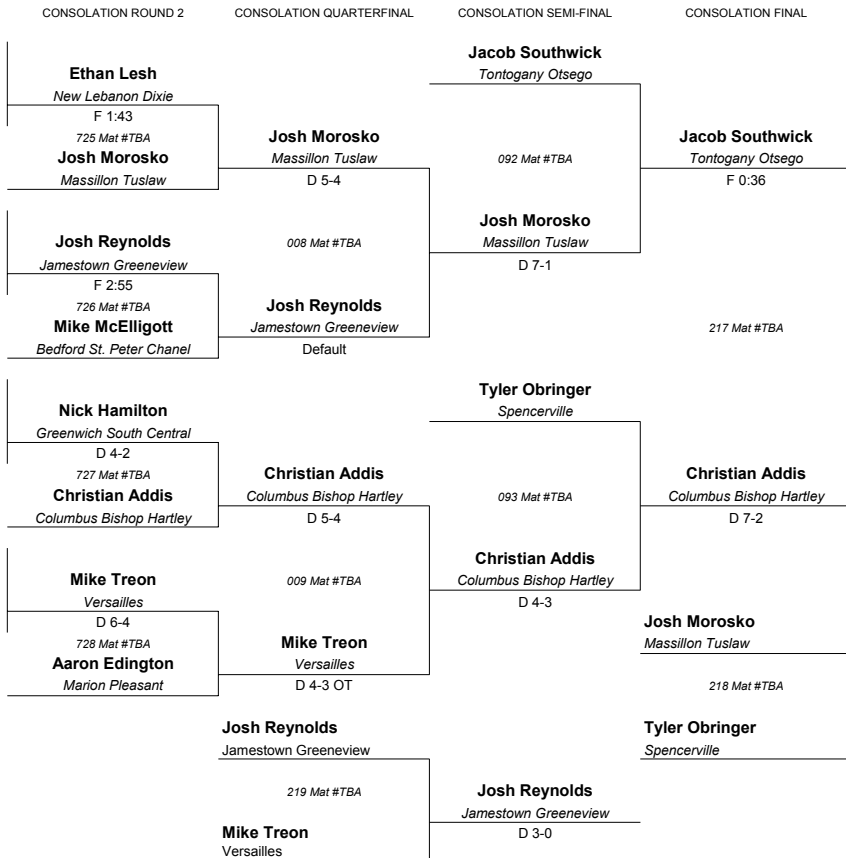 CONSOLATION ROUND 2
CONSOLATION QUARTERFINAL
CONSOLATION SEMI-FINAL
CONSOLATION FINAL
Ethan Lesh
New Lebanon Dixie
F 1:43
725 Mat #TBA
Josh Morosko
Massillon Tuslaw
Josh Reynolds
Jamestown Greeneview
F 2:55
726 Mat #TBA
Mike McElligott
Bedford St. Peter Chanel
Nick Hamilton
Greenwich South Central
D 4-2
727 Mat #TBA
Christian Addis
Columbus Bishop Hartley
Mike Treon
Versailles
D 6-4
728 Mat #TBA
Aaron Edington
Marion Pleasant
Josh Morosko
Massillon Tuslaw
D 5-4
008 Mat #TBA
Josh Reynolds
Jamestown Greeneview
Default
Christian Addis
Columbus Bishop Hartley
D 5-4
009 Mat #TBA
Mike Treon
Versailles
D 4-3 OT
Josh Reynolds
Jamestown Greeneview
219 Mat #TBA
Mike Treon
Versailles
Jacob Southwick
Tontogany Otsego
092 Mat #TBA
Josh Morosko
Massillon Tuslaw
D 7-1
Tyler Obringer
Spencerville
093 Mat #TBA
Christian Addis
Columbus Bishop Hartley
D 4-3
Josh Reynolds
Jamestown Greeneview
D 3-0
Jacob Southwick
Tontogany Otsego
F 0:36
217 Mat #TBA
Christian Addis
Columbus Bishop Hartley
D 7-2
Josh Morosko
Massillon Tuslaw
218 Mat #TBA
Tyler Obringer
Spencerville